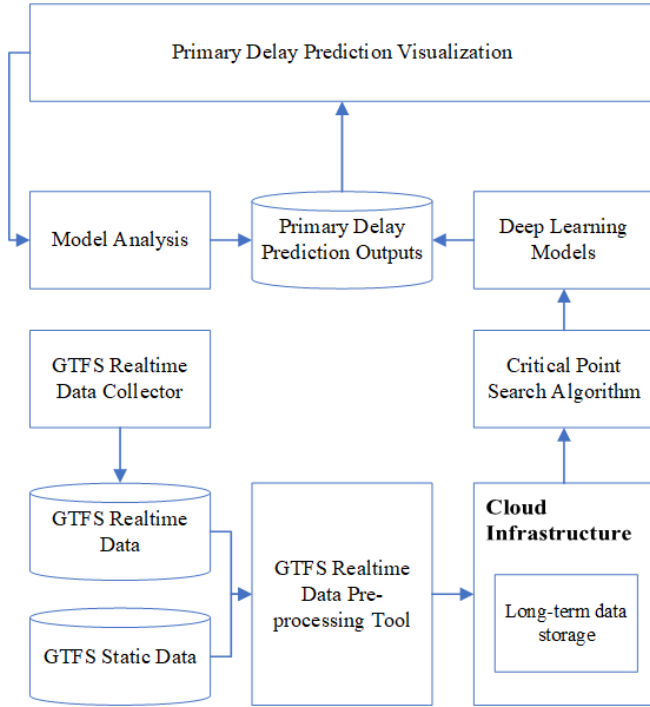 Primary Delay Prediction Visualization
Model Analysis
Primary Delay
Prediction Outputs
Deep Learning
Models
GTFS Realtime
Data Collector
Critical Point
Search Algorithm
GTFS Realtime
Data
GTFS Static Data
GTFS Realtime
Data Pre-
processing Tool
Cloud
Infrastructure
Long-term data
storage